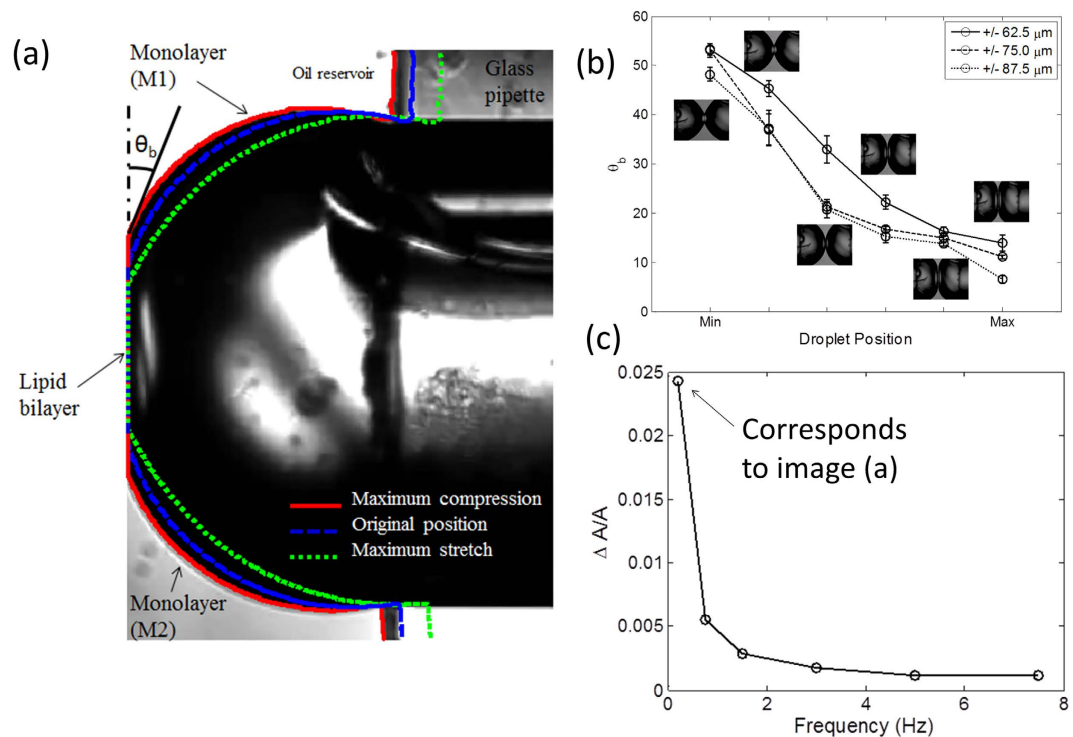 (a)
Monolayer
(M1)
Oil reservoir
Glass
pipette
θb
Lipid
bilayer
Maximum compression
Original position
Maximum stretch
Monolayer
(M2)
(b)
60
50
40
30
20
10
0
θb
+/- 62.5 μm
+/- 75.0 μm
+/- 87.5 μm
Min
Max
Droplet Position
(c)
0.025
0.02
0.015
0.01
0.005
0
Δ A/A
Corresponds
to image (a)
0
2
4
6
8
Frequency (Hz)